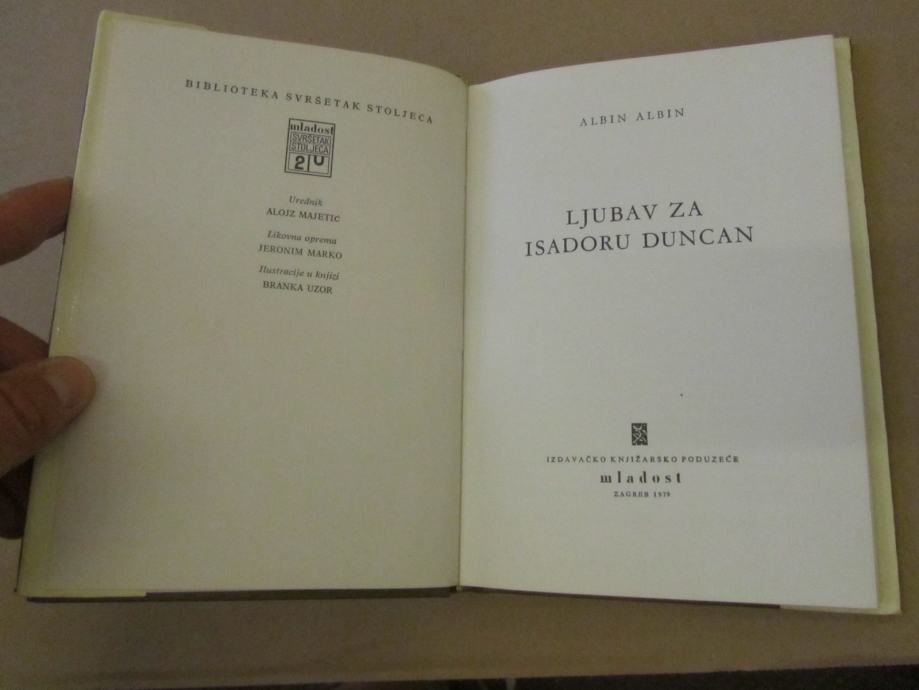 BIBLIOTEKA SVRŠETAK STOLJEĆA
mladost
SVRŠETAK
STOLJEĆA
20
Urednik
ALOJZ MAJETIĆ
Likovna oprema
JERONIM MARKO
Ilustracije u knjizi
BRANKA UZOR
ALBIN ALBIN
LJUBAV ZA
ISADORU DUNCAN
IZDAVAČKO KNJIŽARSKO PODUZEĆE
mladost
ZAGREB 1979